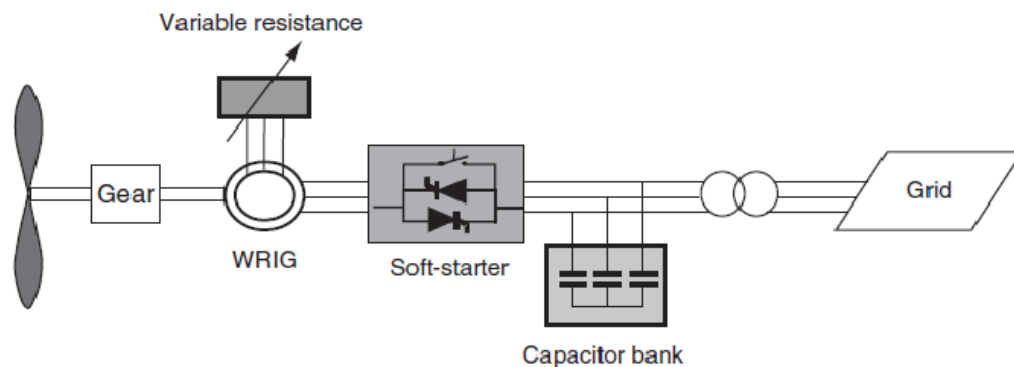 Variable resistance
Gear
WRIG
Soft-starter
Capacitor bank
Grid